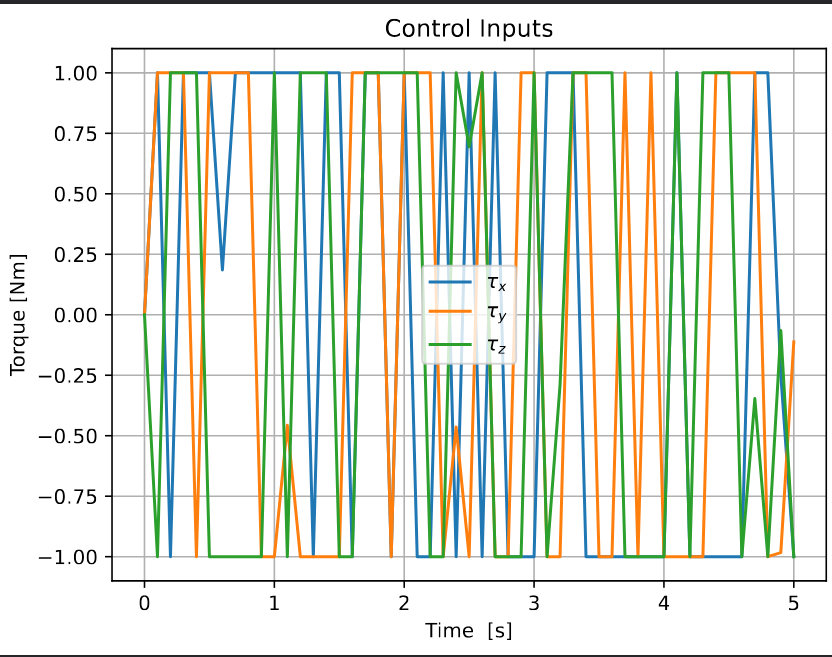 Control Inputs
1.00
0.75
0.50
0.25
0.00
−0.25
−0.50
−0.75
−1.00
Torque [Nm]
τx
τy
τz
0 1 2 3 4 5
Time [s]